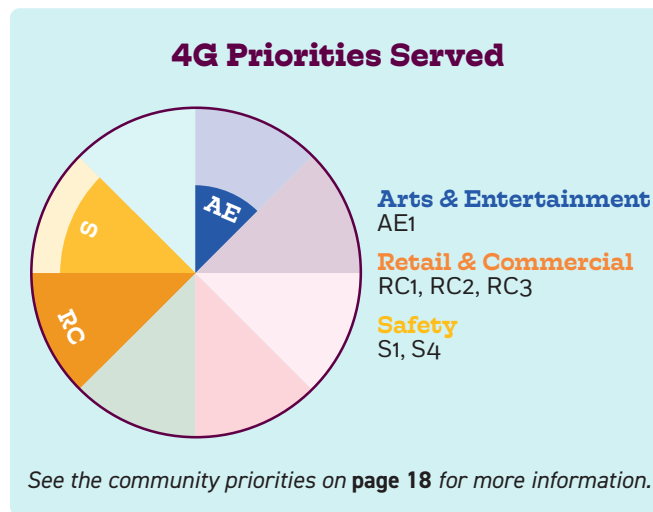 4G Priorities Served
AE
S
RC
Arts & Entertainment
AE1
Retail & Commercial
RC1, RC2, RC3
Safety
S1, S4
See the community priorities on page 18 for more information.